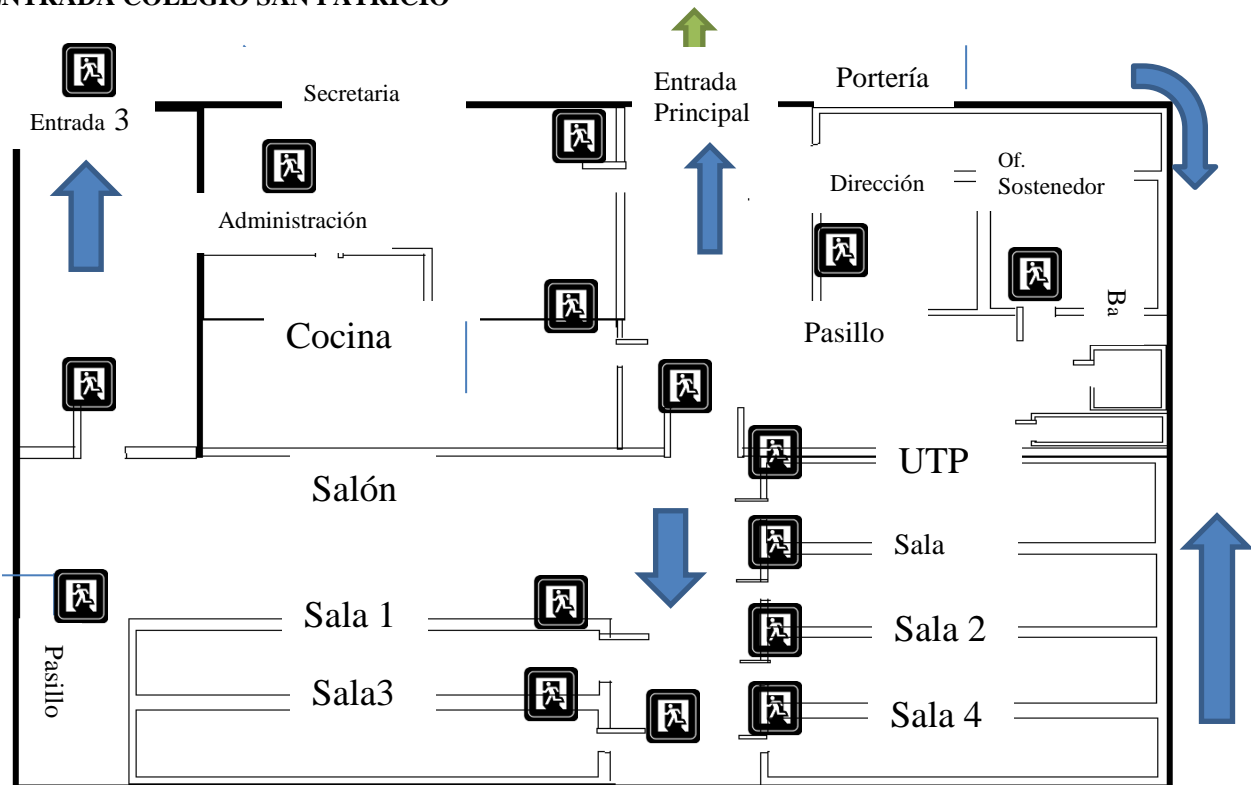 ENTRADA COLEGIO SAN PATRICIO
Entrada 3
Secretaria
Entrada
Principal
Portería
Administración
Dirección
Of.
Sostenedor
Cocina
Pasillo
Ba
Salón
UTP
Sala
Sala 1
Sala 2
Pasillo
Sala3
Sala 4